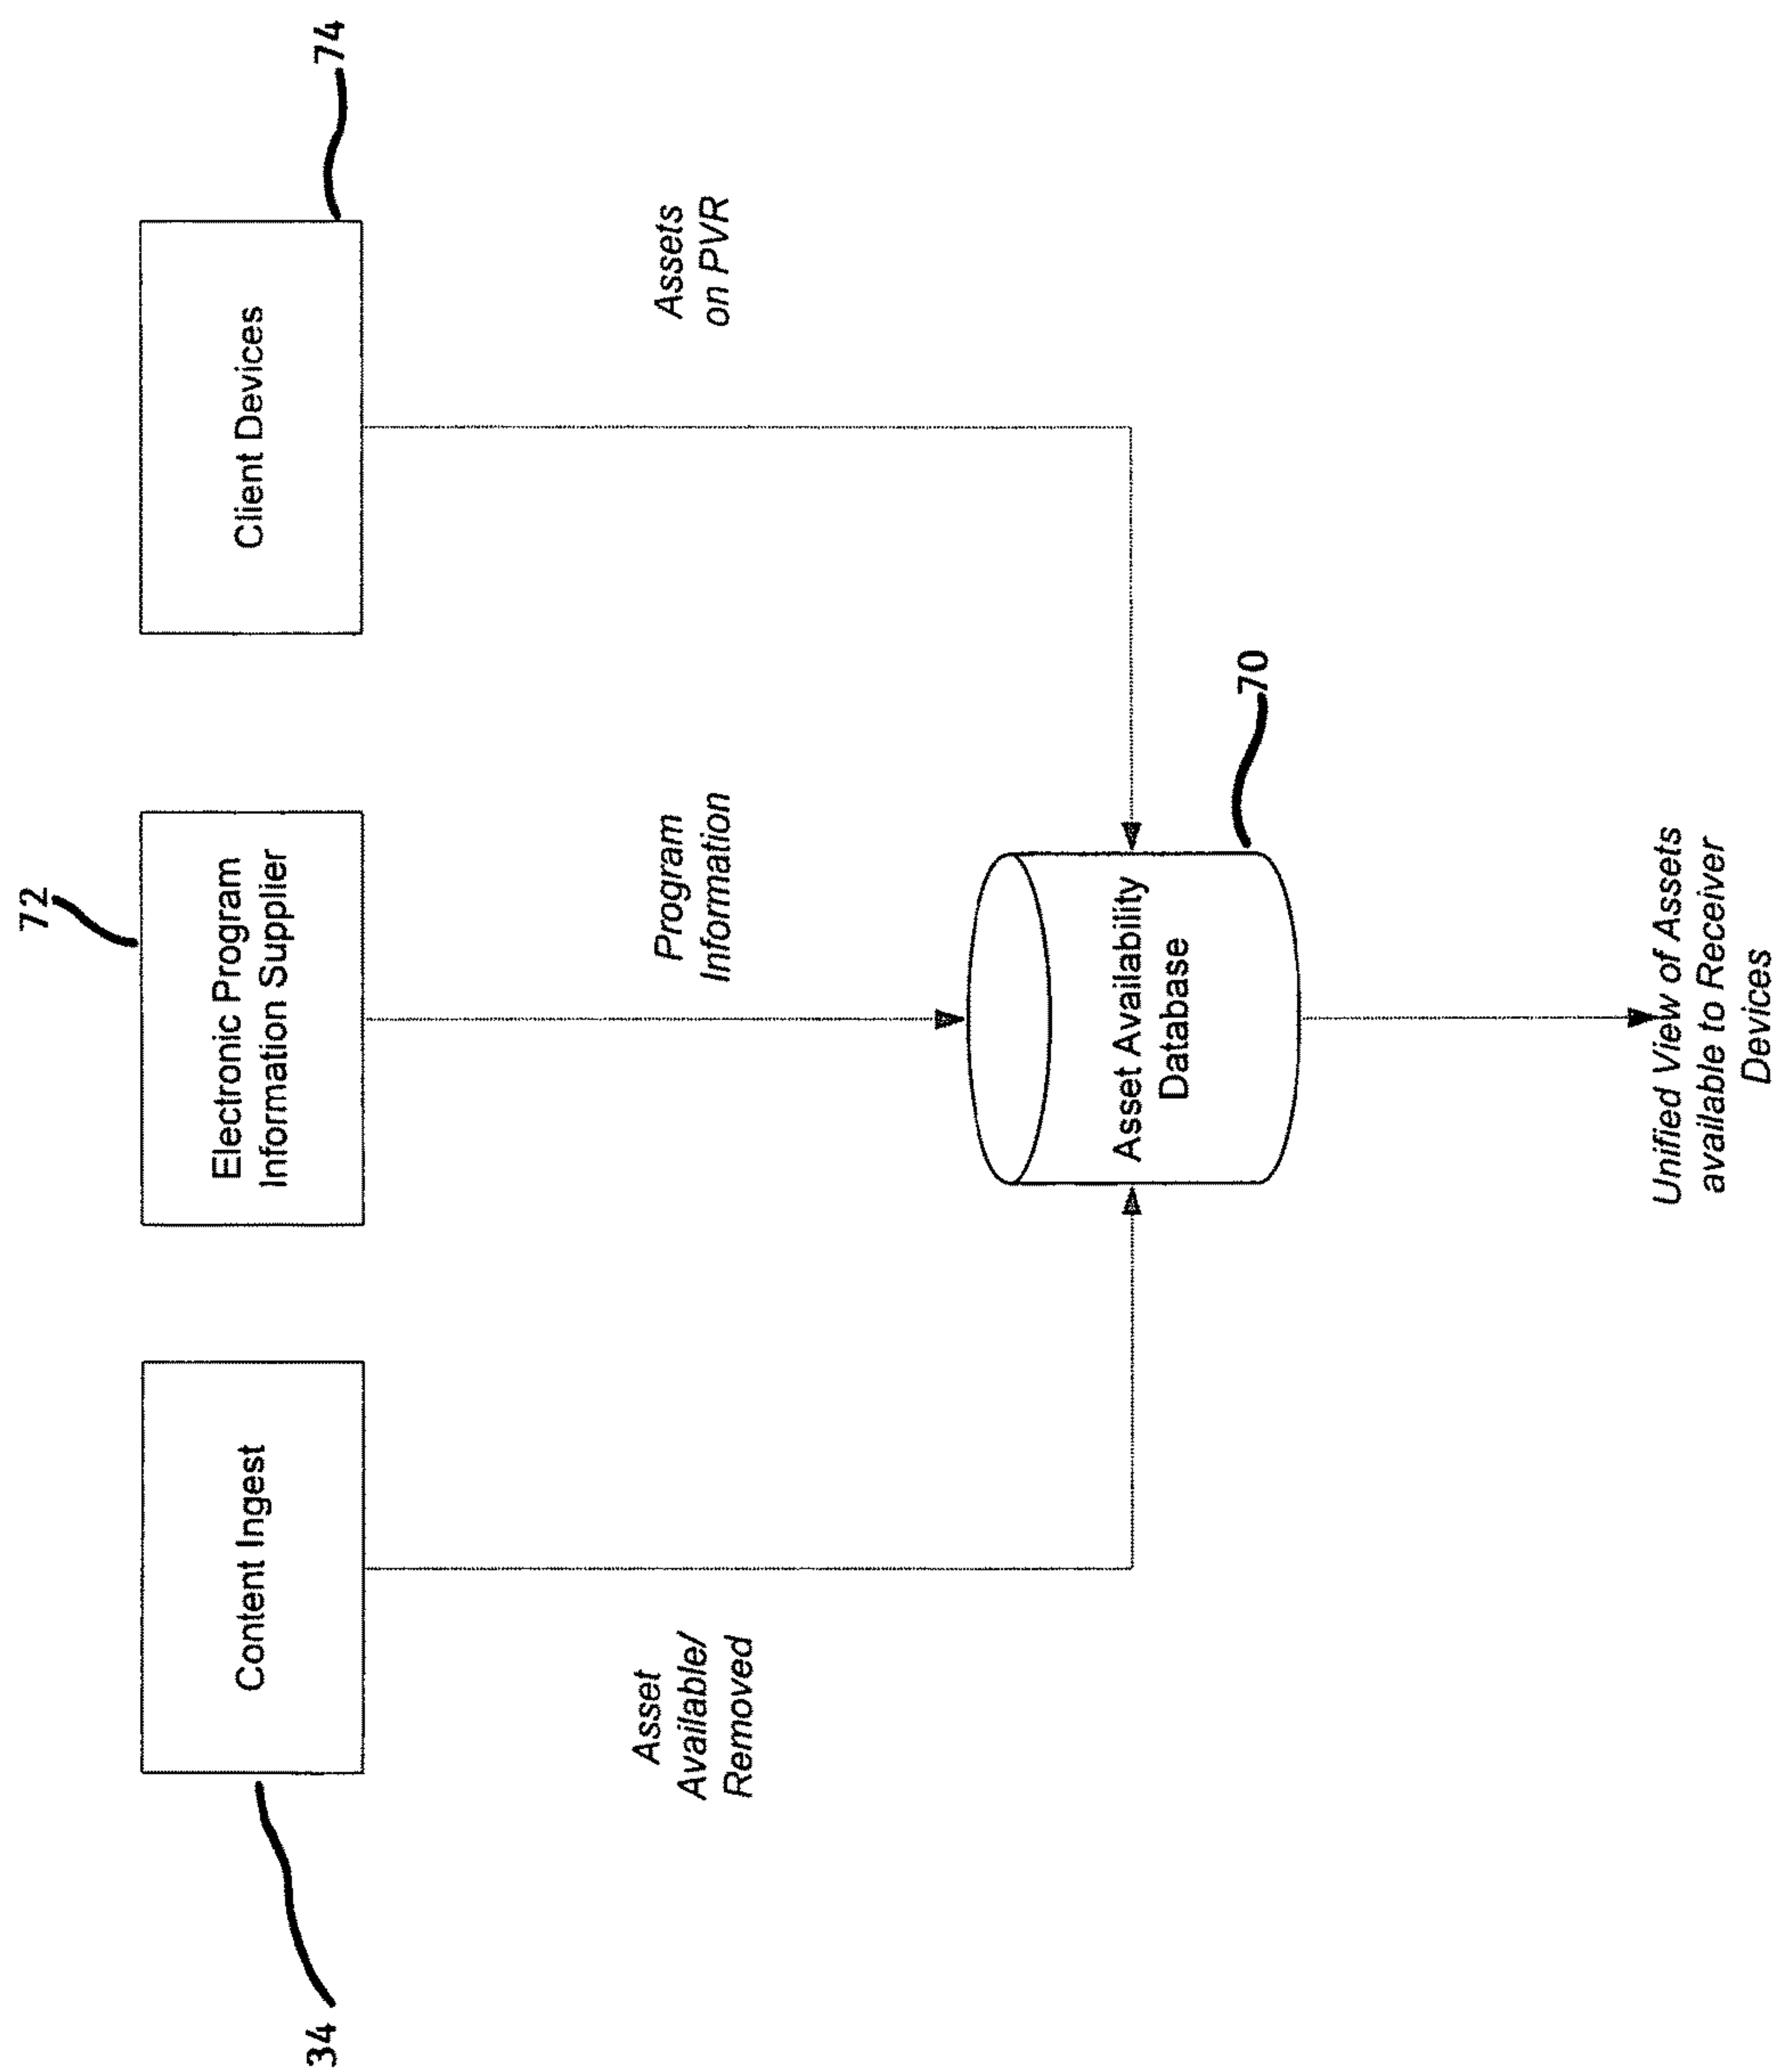 34
Content Ingest
72
Electronic Program
Information Supplier
Client Devices
74
Asset
Available/
Removed
Program
Information
Assets
on PVR
Asset Availability
Database
70
Unified View of Assets
available to Receiver
Devices